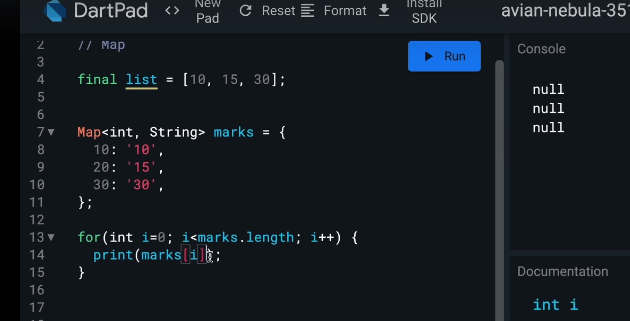 DartPad <> New Pad Reset Format Install SDK avian-nebula-351
2 // Map
3
4 final list = [10, 15, 30];
5
6
7 Map<int, String> marks = {
8 10: '10',
9 20: '15',
10 30: '30',
11 };
12
13 for(int i=0; i<marks.length; i++) {
14 print(marks[i]);
15 }
16
17
Run
Console
null
null
null
Documentation
int i